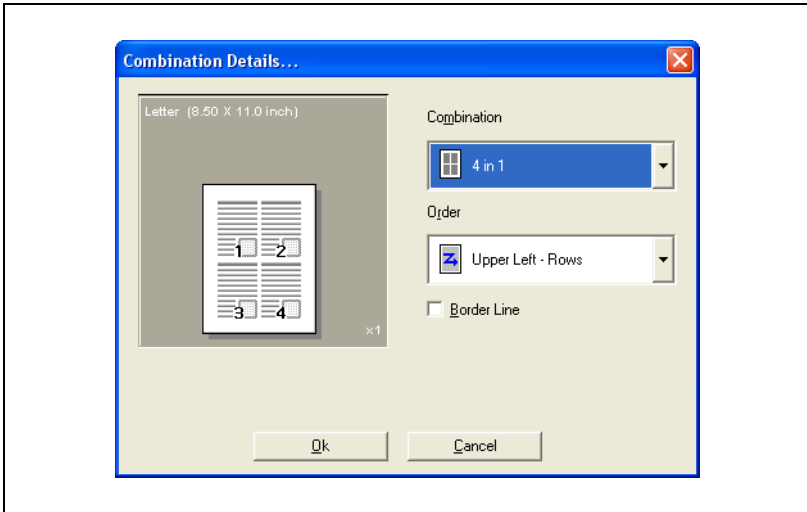 Combination Details...
Letter (8.50 X 11.0 inch)
1 2
3 4
×1
Combination
4 in 1
Order
Upper Left - Rows
Border Line
Ok Cancel